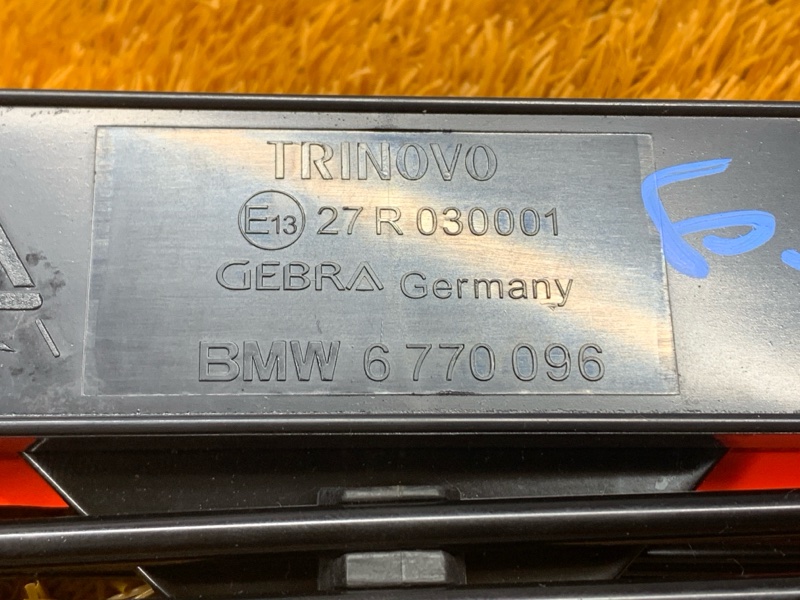 TRINOVO
E13 27 R 030001
GEBRA Germany
BMW 6 770 096
Б.